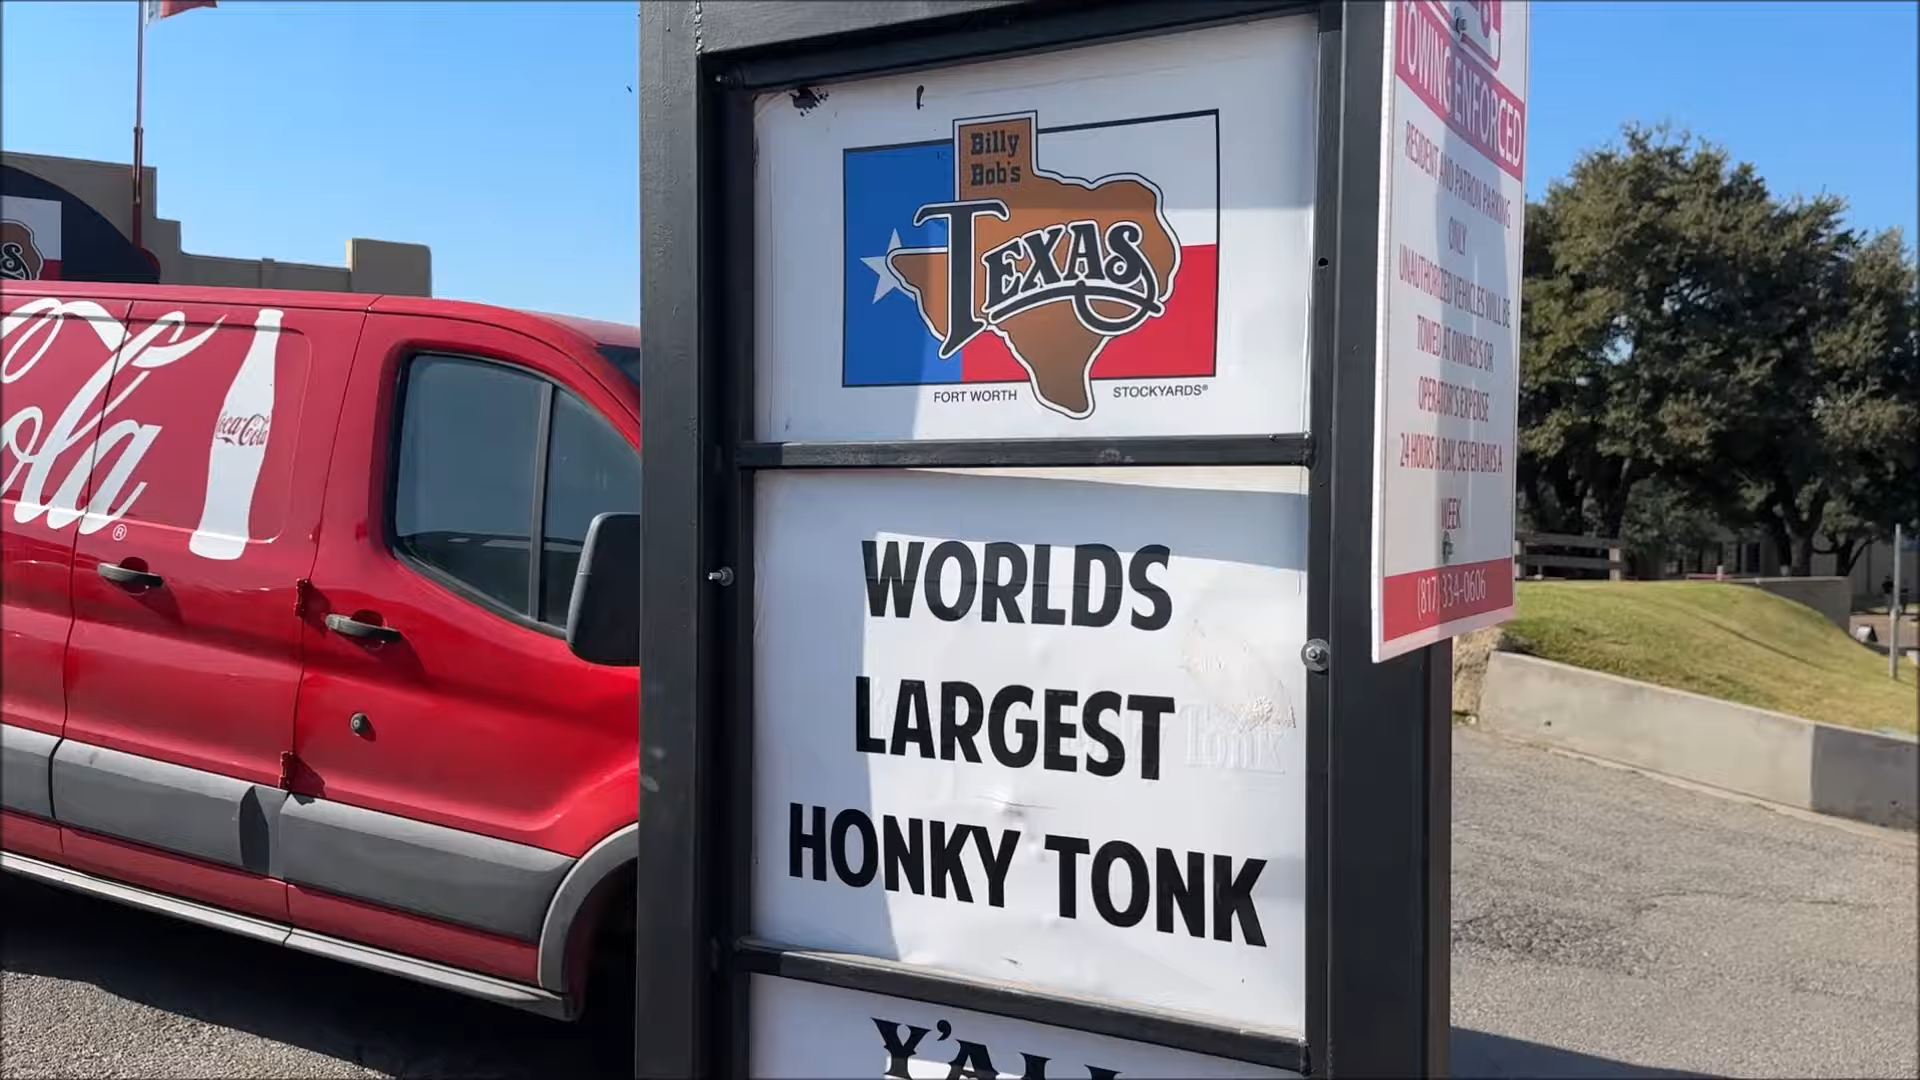 Cola
®
Coca-Cola
Billy
Bob's
TEXAS
FORT WORTH STOCKYARDS®
WORLDS
LARGEST
HONKY TONK
Y'ALL
TOWING ENFORCED
RESIDENT AND PATRON PARKING
ONLY
UNAUTHORIZED VEHICLES WILL BE
TOWED AT OWNER'S OR
OPERATOR'S EXPENSE
24 HOURS A DAY, SEVEN DAYS A
WEEK
(817) 334-0606